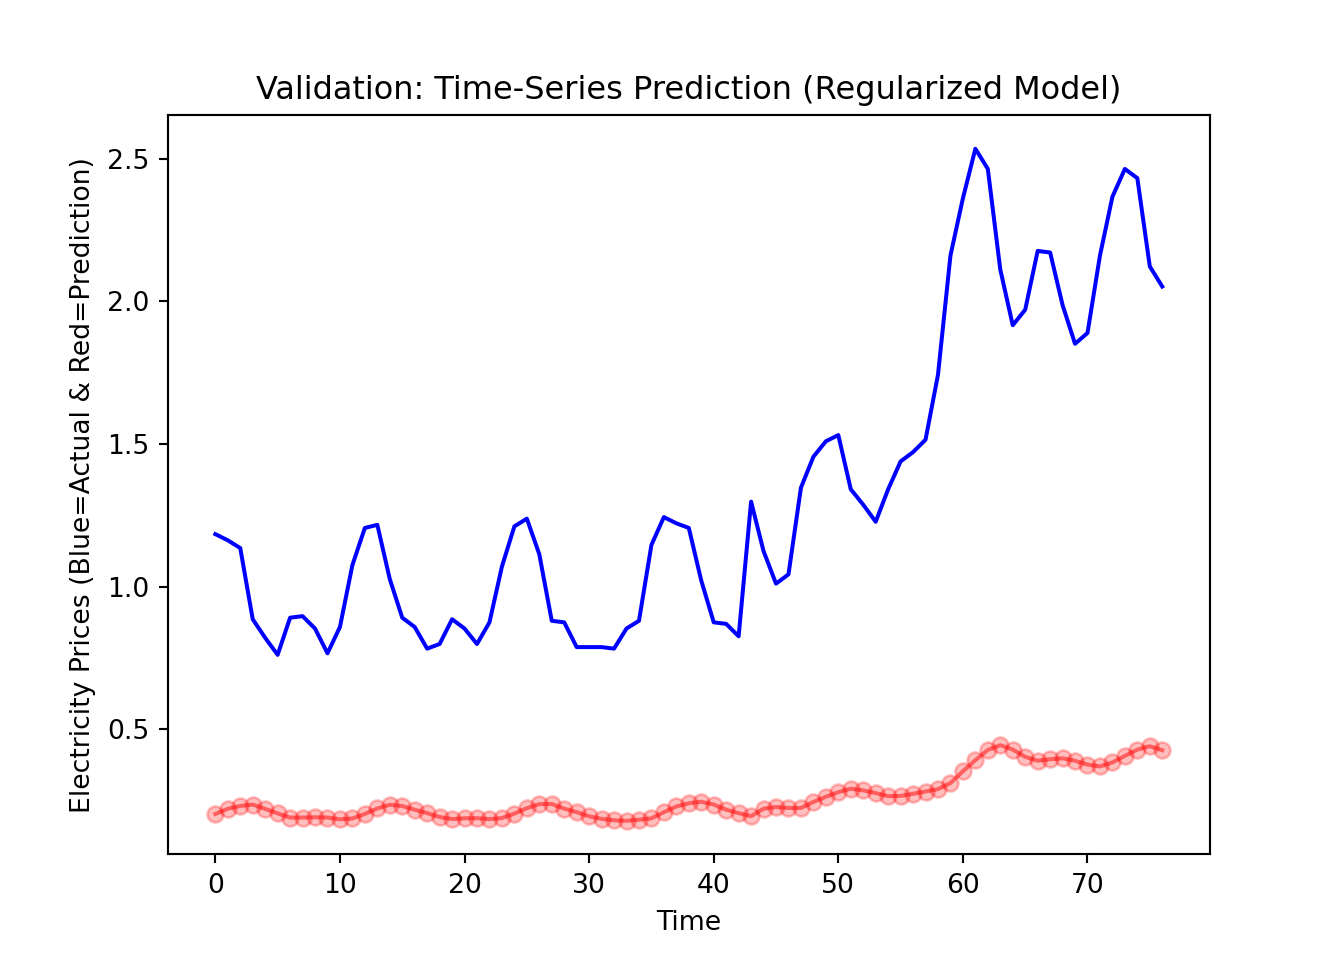 Validation: Time-Series Prediction (Regularized Model)
Electricity Prices (Blue=Actual & Red=Prediction)
2.5
2.0
1.5
1.0
0.5
0 10 20 30 40 50 60 70
Time